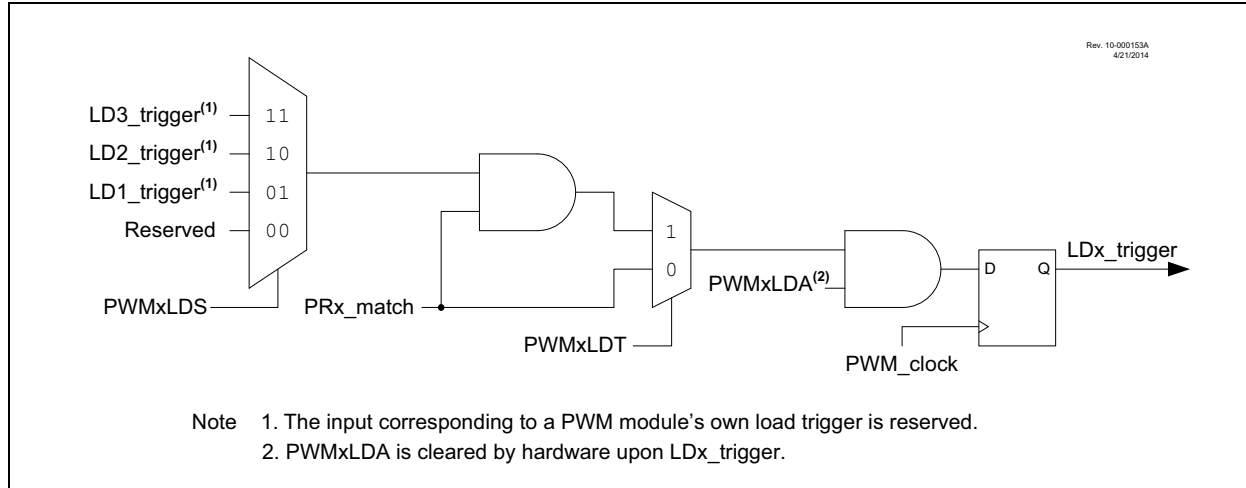 Rev. 10-000153A
4/21/2014
LD3_trigger(1)
11
LD2_trigger(1)
10
LD1_trigger(1)
01
Reserved
00
PWMxLDS
PRx_match
1
0
PWMxLDT
PWMxLDA(2)
D
Q
LDx_trigger
PWM_clock
Note 1. The input corresponding to a PWM module's own load trigger is reserved.
2. PWMxLDA is cleared by hardware upon LDx_trigger.